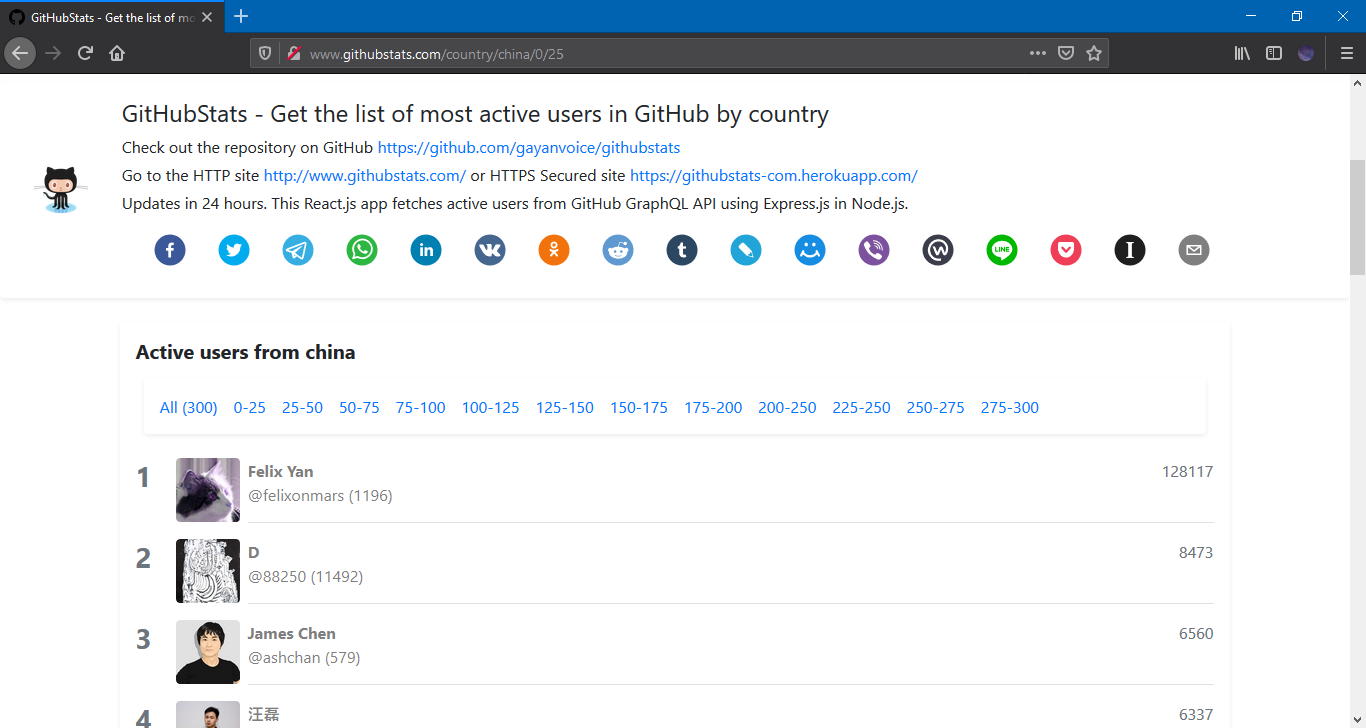 GitHubStats - Get the list of mo
www.githubstats.com/country/china/0/25
GitHubStats - Get the list of most active users in GitHub by country
Check out the repository on GitHub https://github.com/gayanvoice/githubstats
Go to the HTTP site http://www.githubstats.com/ or HTTPS Secured site https://githubstats-com.herokuapp.com/
Updates in 24 hours. This React.js app fetches active users from GitHub GraphQL API using Express.js in Node.js.
LINE
Active users from china
All (300) 0-25 25-50 50-75 75-100 100-125 125-150 150-175 175-200 200-250 225-250 250-275 275-300
1 Felix Yan 128117
@felixonmars (1196)
2 D 8473
@88250 (11492)
3 James Chen 6560
@ashchan (579)
4 汪磊 6337